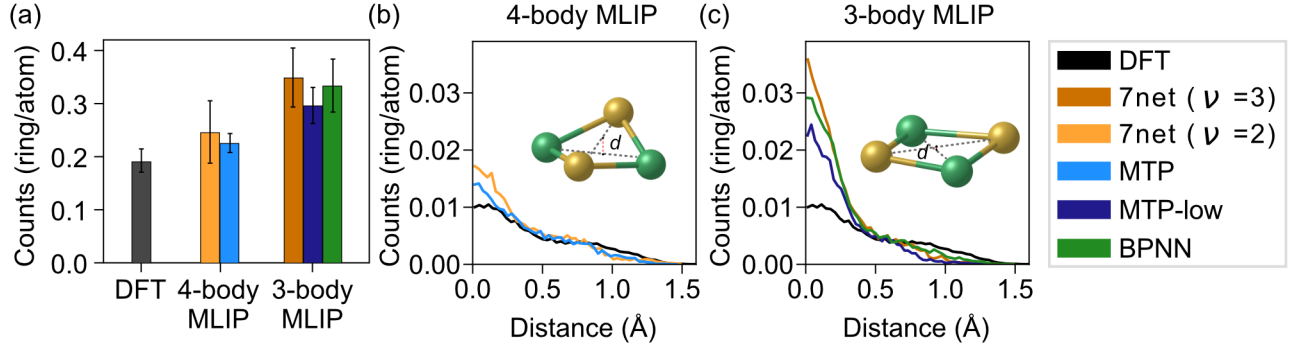 (a)
Counts (ring/atom)
0.4
0.3
0.2
0.1
0.0
DFT
4-body
MLIP
3-body
MLIP
(b)
4-body MLIP
Counts (ring/atom)
0.03
0.02
0.01
0.00
d
0.0 0.5 1.0 1.5
Distance (Å)
(c)
3-body MLIP
Counts (ring/atom)
0.03
0.02
0.01
0.00
d
0.0 0.5 1.0 1.5
Distance (Å)
DFT
7net ( ν =3)
7net ( ν =2)
MTP
MTP-low
BPNN